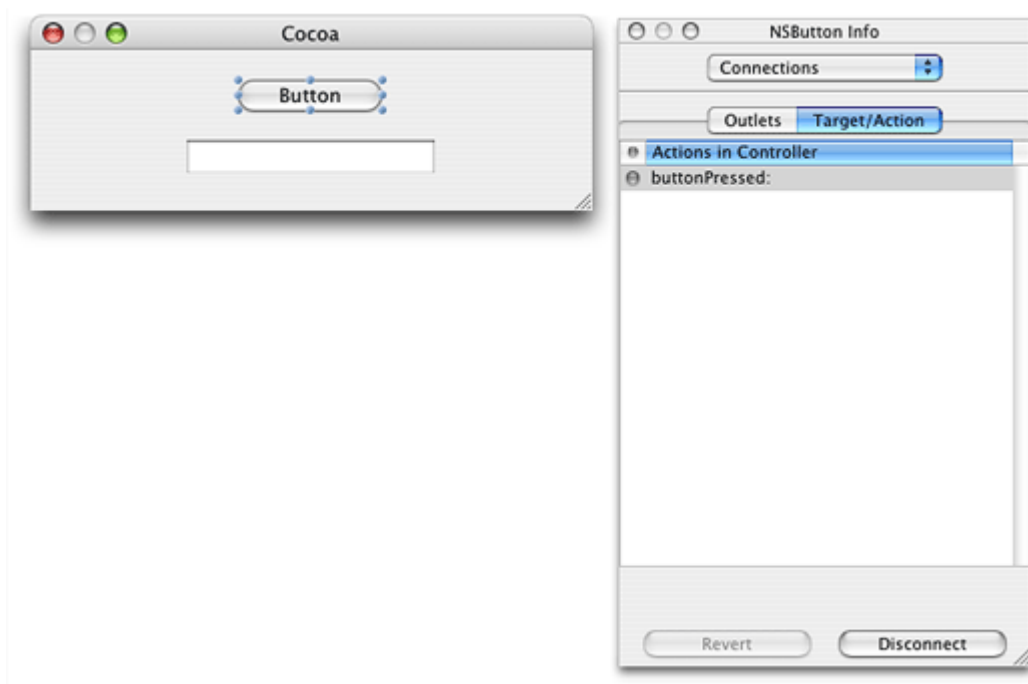 Cocoa
Button
NSButton Info
Connections
Outlets Target/Action
Actions in Controller
buttonPressed:
Revert Disconnect